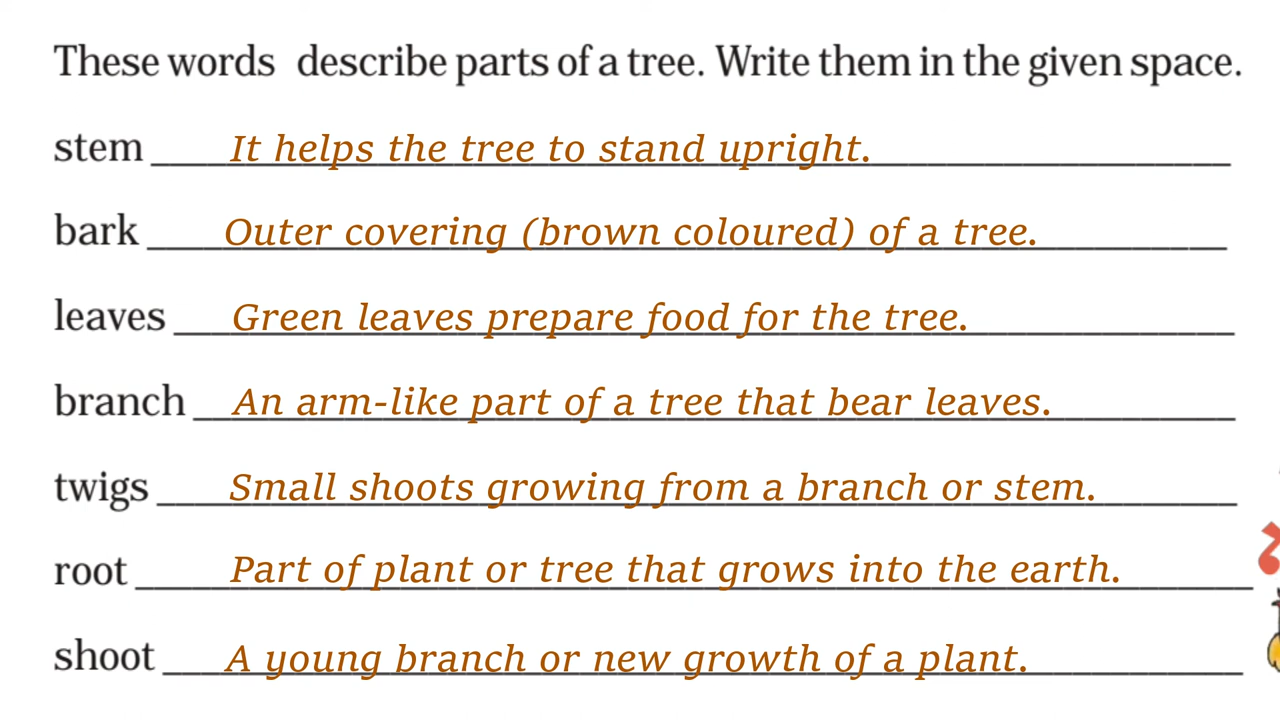 These words describe parts of a tree. Write them in the given space.
stem It helps the tree to stand upright.
bark Outer covering (brown coloured) of a tree.
leaves Green leaves prepare food for the tree.
branch An arm-like part of a tree that bear leaves.
twigs Small shoots growing from a branch or stem.
root Part of plant or tree that grows into the earth.
shoot A young branch or new growth of a plant.